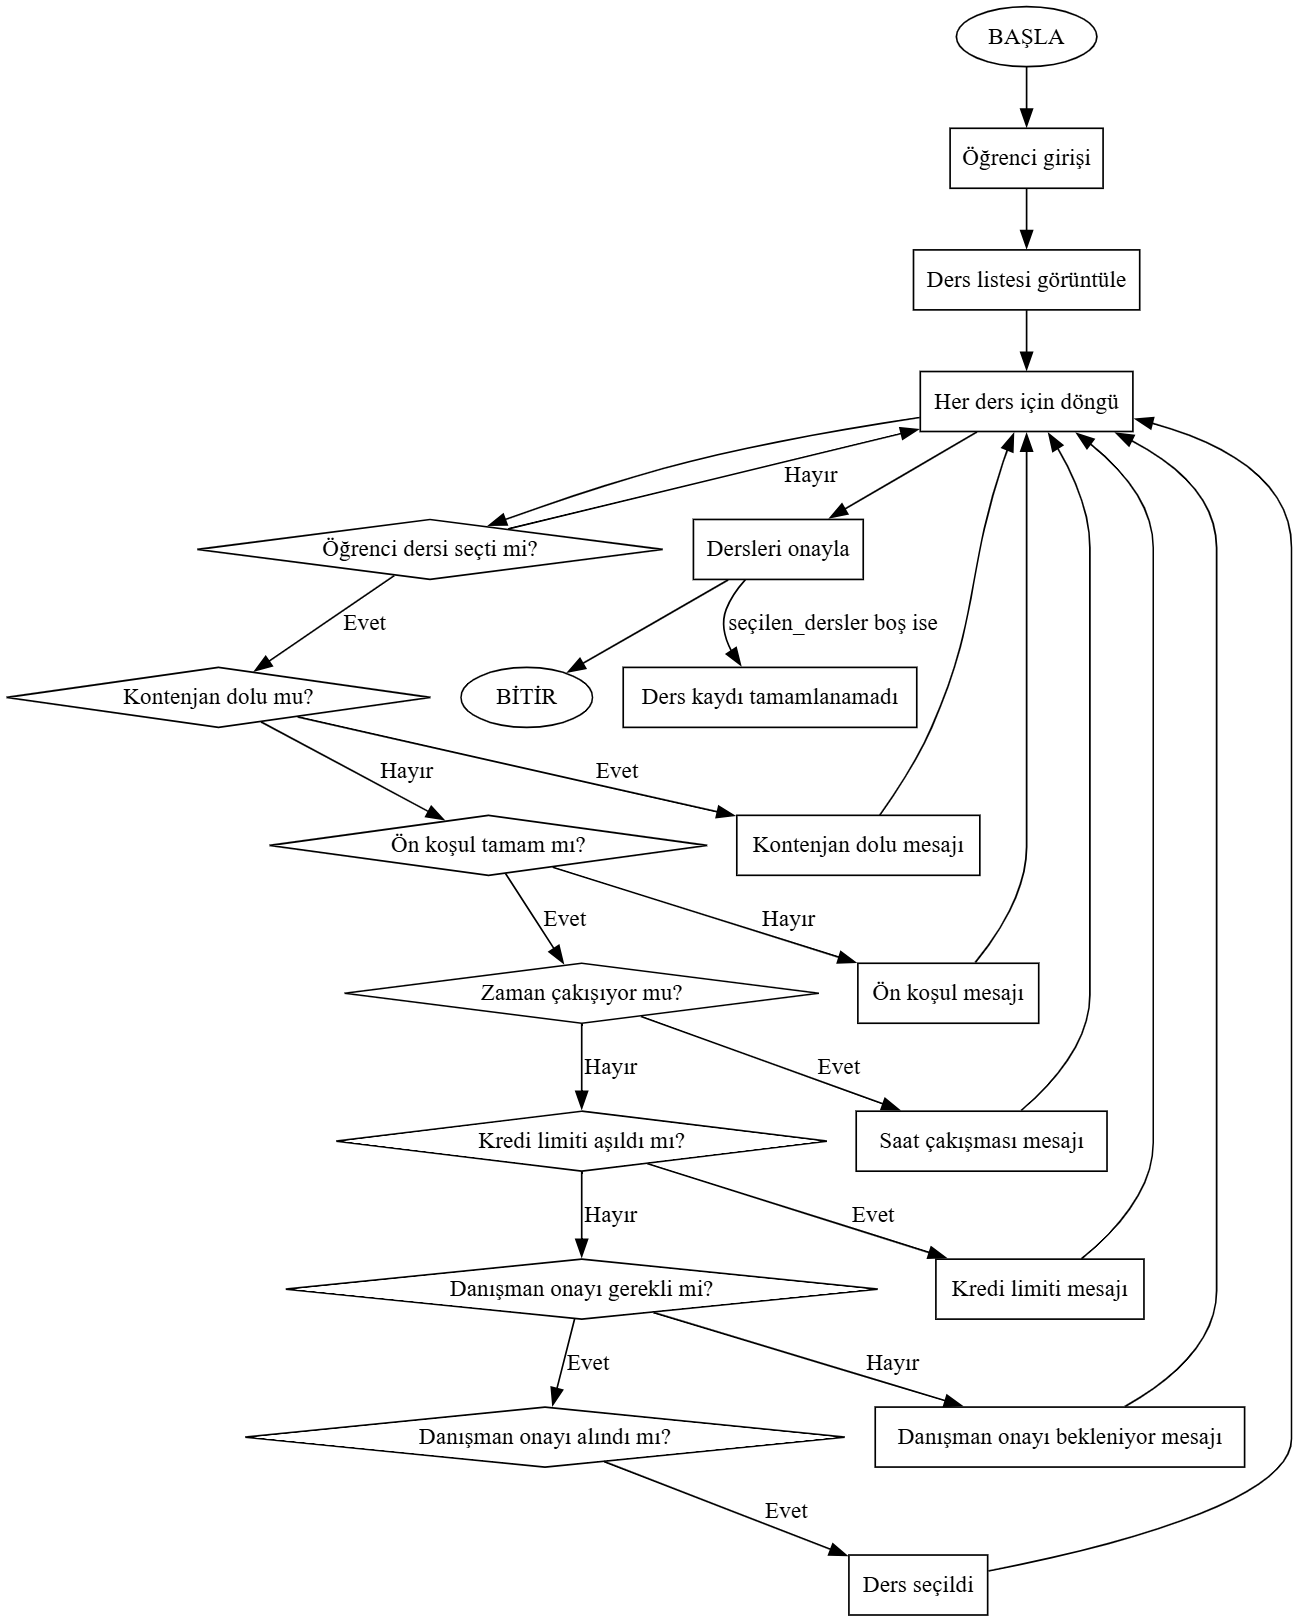 BAŞLA
Öğrenci girişi
Ders listesi görüntüle
Her ders için döngü
Hayır
Öğrenci dersi seçti mi?
Dersleri onayla
Evet
seçilen_dersler boş ise
Kontenjan dolu mu?
BİTİR
Ders kaydı tamamlanamadı
Hayır
Evet
Ön koşul tamam mı?
Kontenjan dolu mesajı
Evet
Hayır
Zaman çakışıyor mu?
Ön koşul mesajı
Hayır
Evet
Kredi limiti aşıldı mı?
Saat çakışması mesajı
Hayır
Evet
Danışman onayı gerekli mi?
Kredi limiti mesajı
Evet
Hayır
Danışman onayı alındı mı?
Danışman onayı bekleniyor mesajı
Evet
Ders seçildi